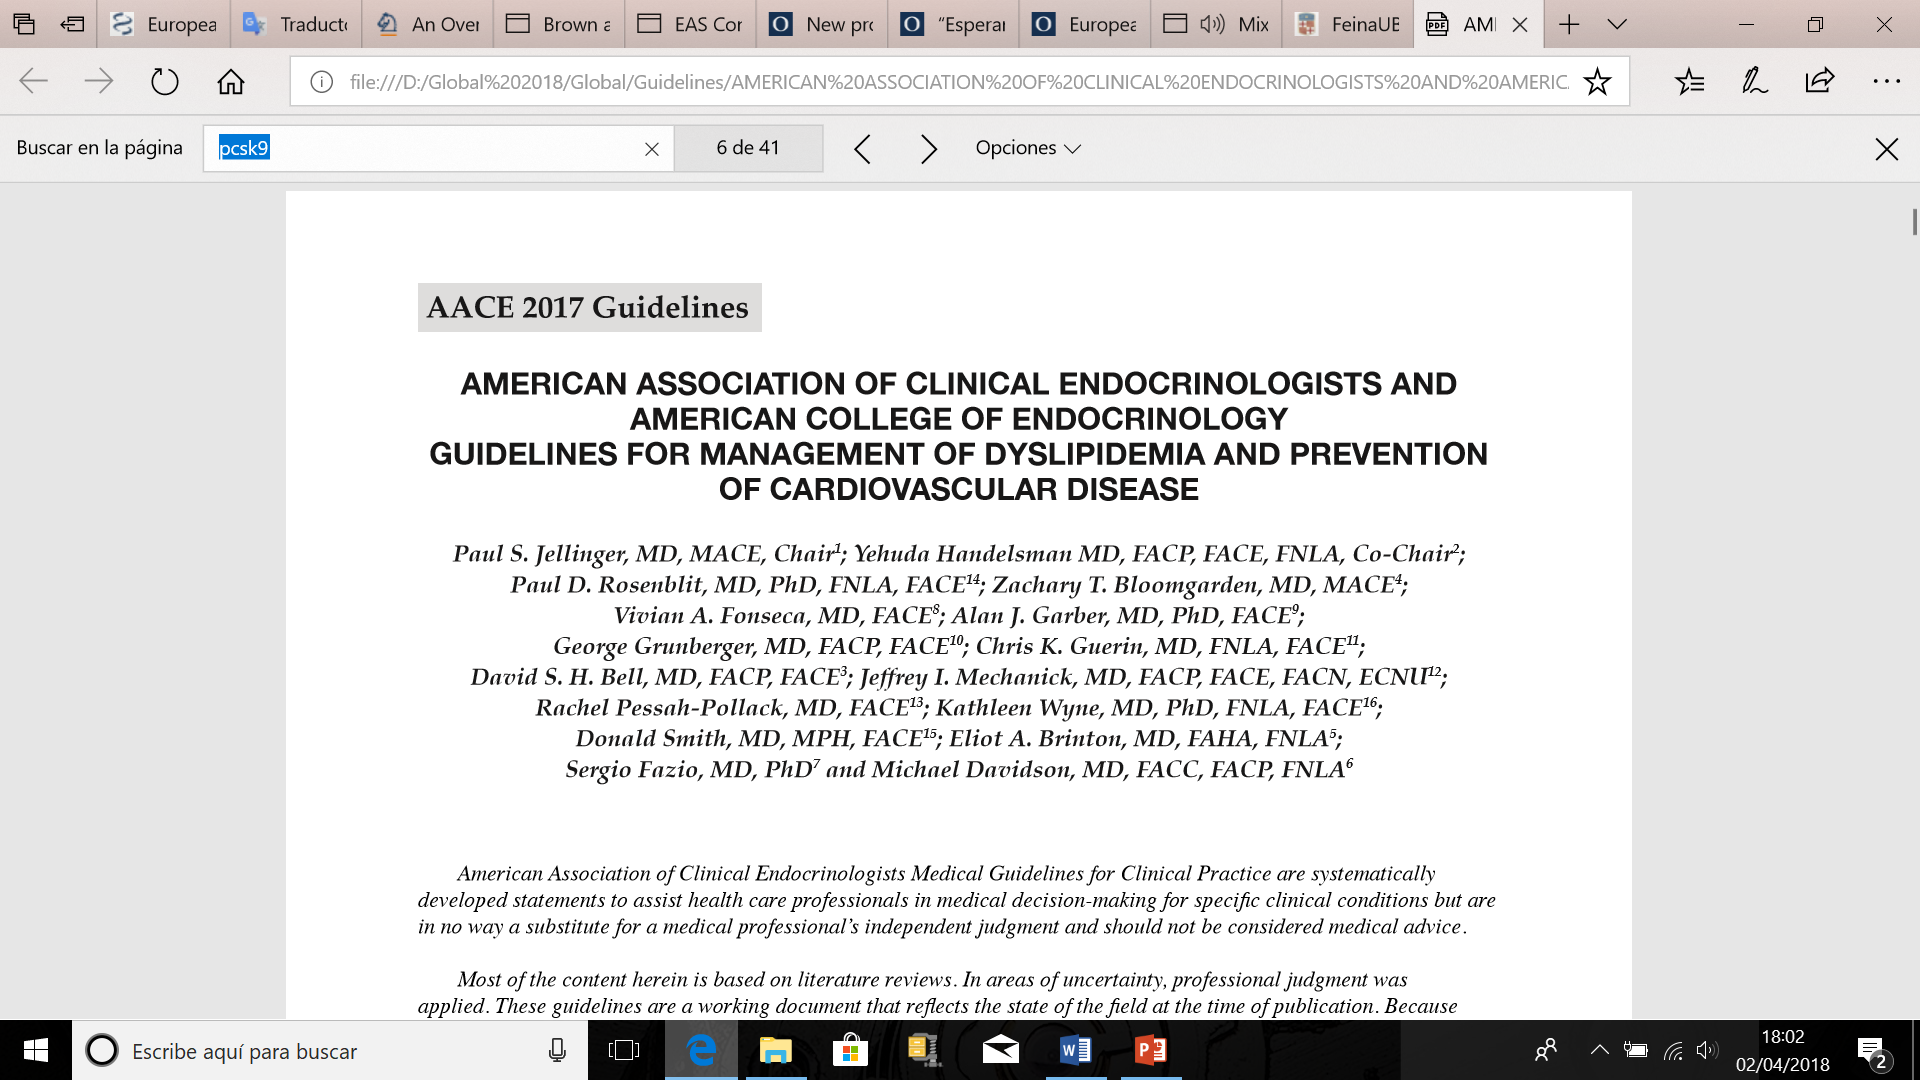 Europea
Traducto
An Over
Brown a
EAS Cor
New pro
“Esperan
Europea
Mix
FeinaUB
PDF
file:///D:/Global%202018/Global/Guidelines/AMERICAN%20ASSOCIATION%20OF%20CLINICAL%20ENDOCRINOLOGISTS%20AND%20AMERIC
Buscar en la página
pcsk9
6 de 41
Opciones
AACE 2017 Guidelines
AMERICAN ASSOCIATION OF CLINICAL ENDOCRINOLOGISTS AND
AMERICAN COLLEGE OF ENDOCRINOLOGY
GUIDELINES FOR MANAGEMENT OF DYSLIPIDEMIA AND PREVENTION
OF CARDIOVASCULAR DISEASE
Paul S. Jellinger, MD, MACE, Chair¹; Yehuda Handelsman MD, FACP, FACE, FNLA, Co-Chair²;
Paul D. Rosenblit, MD, PhD, FNLA, FACE¹⁴; Zachary T. Bloomgarden, MD, MACE⁴;
Vivian A. Fonseca, MD, FACE⁸; Alan J. Garber, MD, PhD, FACE⁹;
George Grunberger, MD, FACP, FACE¹⁰; Chris K. Guerin, MD, FNLA, FACE¹¹;
David S. H. Bell, MD, FACP, FACE³; Jeffrey I. Mechanick, MD, FACP, FACE, FACN, ECNU¹²;
Rachel Pessah-Pollack, MD, FACE¹³; Kathleen Wyne, MD, PhD, FNLA, FACE¹⁶;
Donald Smith, MD, MPH, FACE¹⁵; Eliot A. Brinton, MD, FAHA, FNLA⁵;
Sergio Fazio, MD, PhD⁷ and Michael Davidson, MD, FACC, FACP, FNLA⁶
American Association of Clinical Endocrinologists Medical Guidelines for Clinical Practice are systematically
developed statements to assist health care professionals in medical decision-making for specific clinical conditions but are
in no way a substitute for a medical professional’s independent judgment and should not be considered medical advice.
Most of the content herein is based on literature reviews. In areas of uncertainty, professional judgment was
applied. These guidelines are a working document that reflects the state of the field at the time of publication. Because
Escribe aquí para buscar
18:02
02/04/2018
2